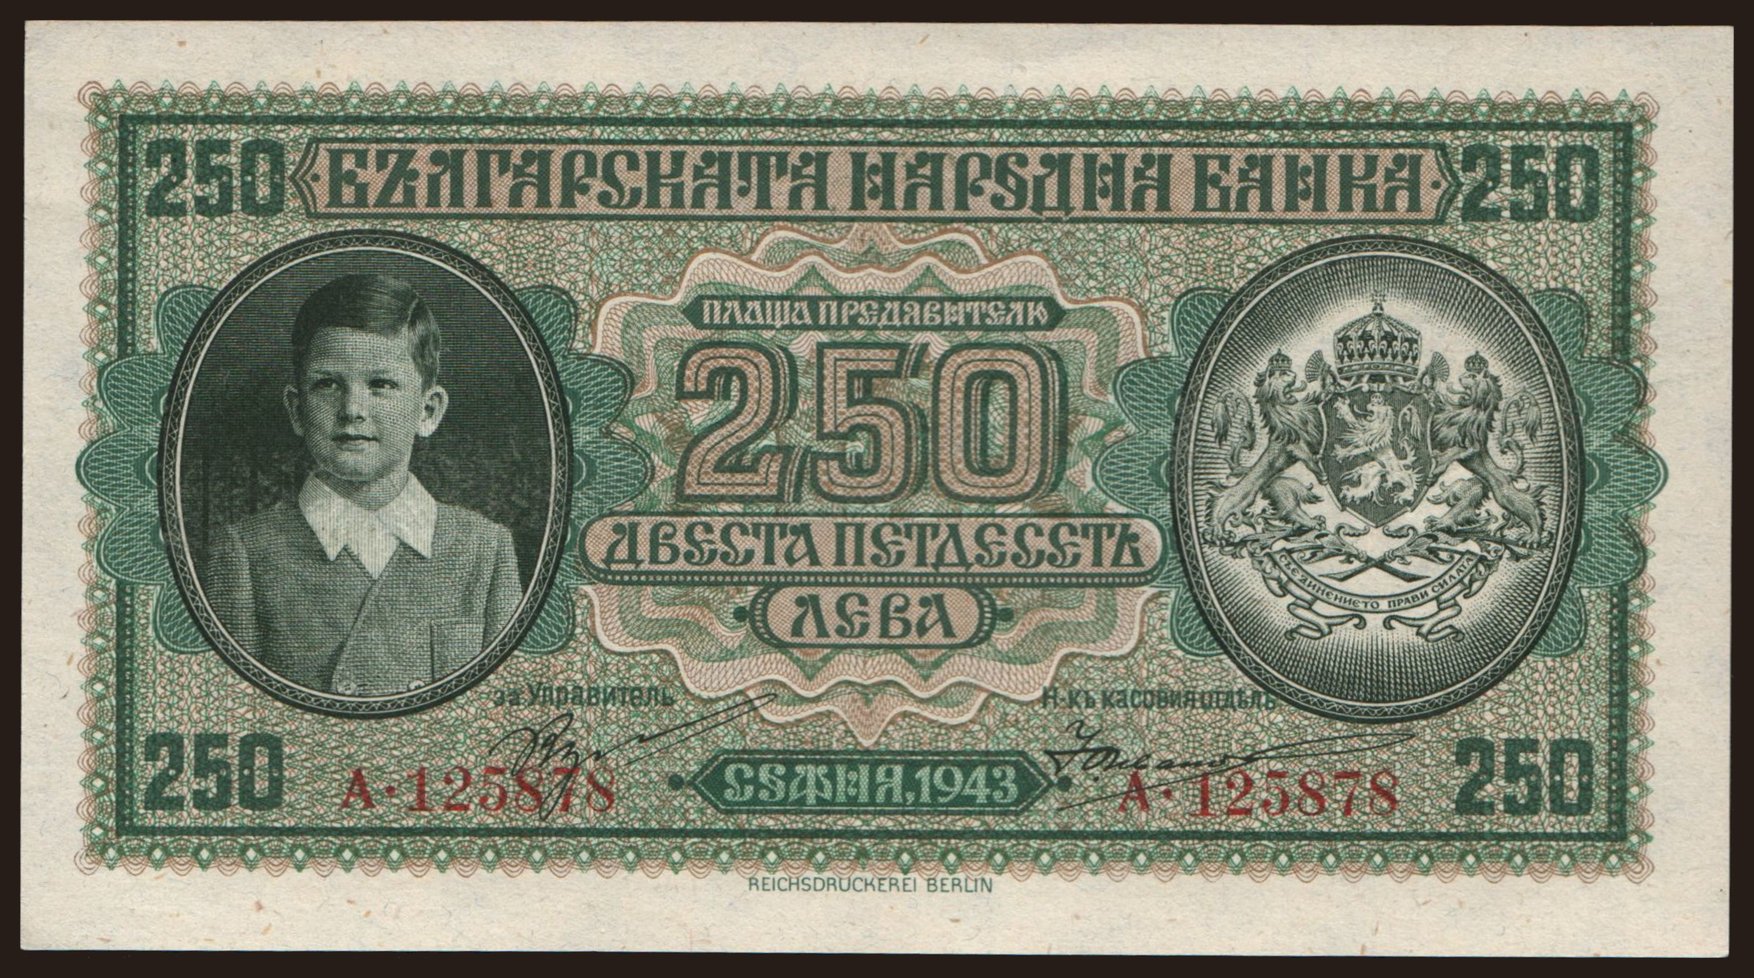 250 БЪЛГАРСКАТА НАРОДНА БАНКА 250
ПЛАЩА ПРЕДЯВИТЕЛЮ
250
ДВЕСТА ПЕТДЕСЕТЬ
ЛЕВА
СЪЕДИНЕНИЕТО ПРАВИ СИЛАТА
за Управитель
Н-къ касовия отдѣлъ
250 А·125878 СОФИЯ, 1943 А·125878 250
REICHSDRUCKEREI BERLIN